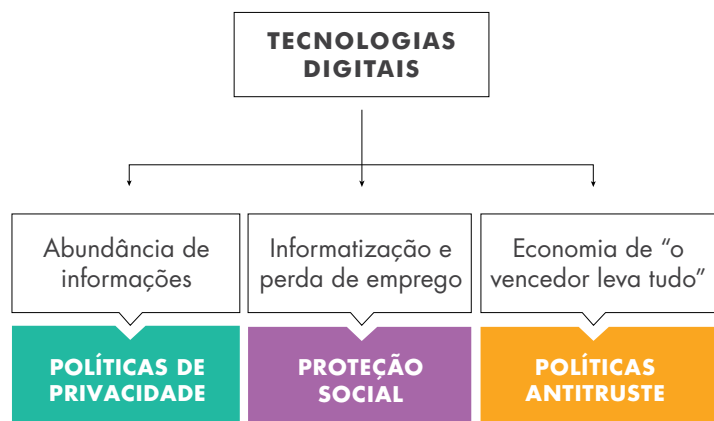 TECNOLOGIAS
DIGITAIS
Abundância de
informações
Informatização e
perda de emprego
Economia de “o
vencedor leva tudo”
POLÍTICAS DE
PRIVACIDADE
PROTEÇÃO
SOCIAL
POLÍTICAS
ANTITRUSTE